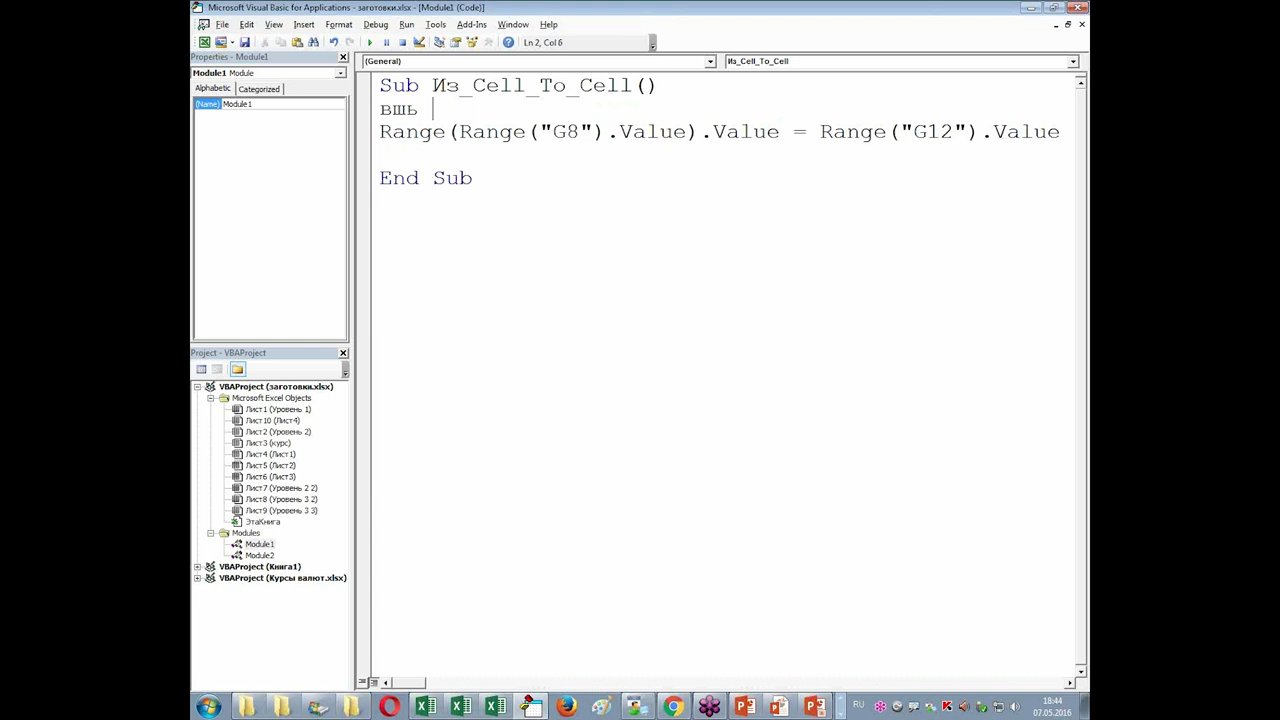 Microsoft Visual Basic for Applications - заготовки.xlsx - [Module1 (Code)]
File Edit View Insert Format Debug Run Tools Add-Ins Window Help
Ln 2, Col 6
Properties - Module1
Module1 Module
Alphabetic Categorized
(Name) Module1
(General) Из_Cell_To_Cell
Sub Из_Cell_To_Cell()
вшь
Range(Range("G8").Value).Value = Range("G12").Value
End Sub
Project - VBAProject
VBAProject (заготовки.xlsx)
Microsoft Excel Objects
Лист1 (Уровень 1)
Лист10 (Лист4)
Лист2 (Уровень 2)
Лист3 (курс)
Лист4 (Лист1)
Лист5 (Лист2)
Лист6 (Лист3)
Лист7 (Уровень 2 2)
Лист8 (Уровень 3 2)
Лист9 (Уровень 3 3)
ЭтаКнига
Modules
Module1
Module2
VBAProject (Книга1)
VBAProject (Курсы валют.xlsx)
RU
18:44
07.05.2016